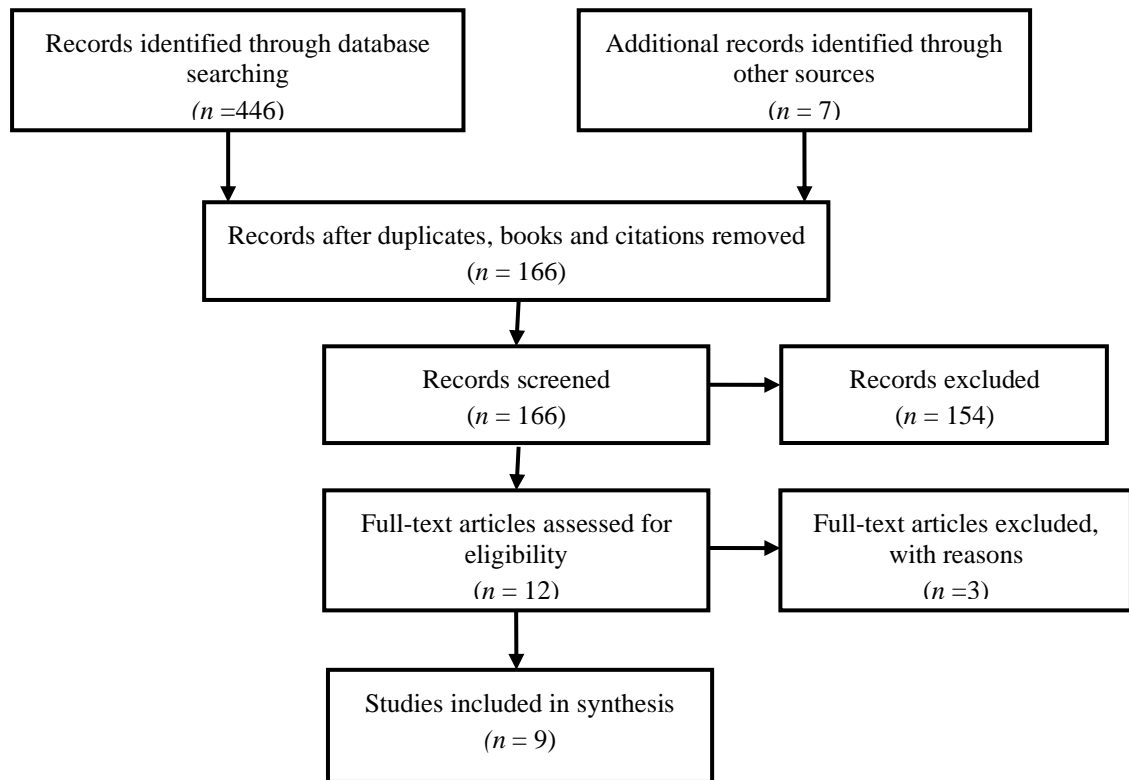 Records identified through database
searching
(n =446)
Additional records identified through
other sources
(n = 7)
Records after duplicates, books and citations removed
(n = 166)
Records screened
(n = 166)
Records excluded
(n = 154)
Full-text articles assessed for
eligibility
(n = 12)
Full-text articles excluded,
with reasons
(n =3)
Studies included in synthesis
(n = 9)